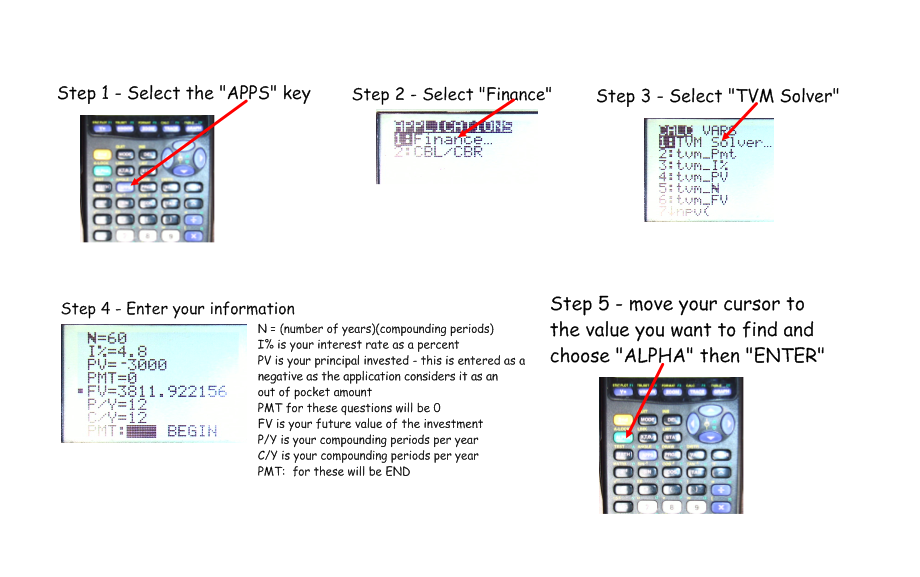 Step 1 - Select the "APPS" key
Step 2 - Select "Finance"
APPLICATIONS
1:Finance…
2:CBL/CBR
Step 3 - Select "TVM Solver"
CALC VARS
1:TVM Solver…
2:tvm_Pmt
3:tvm_I%
4:tvm_PV
5:tvm_N
6:tvm_FV
7↓npv(
Step 4 - Enter your information
N=60
I%=4.8
PV=-3000
PMT=0
▪FV=3811.922156
P/Y=12
C/Y=12
PMT: BEGIN
N = (number of years)(compounding periods)
I% is your interest rate as a percent
PV is your principal invested - this is entered as a
negative as the application considers it as an
out of pocket amount
PMT for these questions will be 0
FV is your future value of the investment
P/Y is your compounding periods per year
C/Y is your compounding periods per year
PMT: for these will be END
Step 5 - move your cursor to
the value you want to find and
choose "ALPHA" then "ENTER"